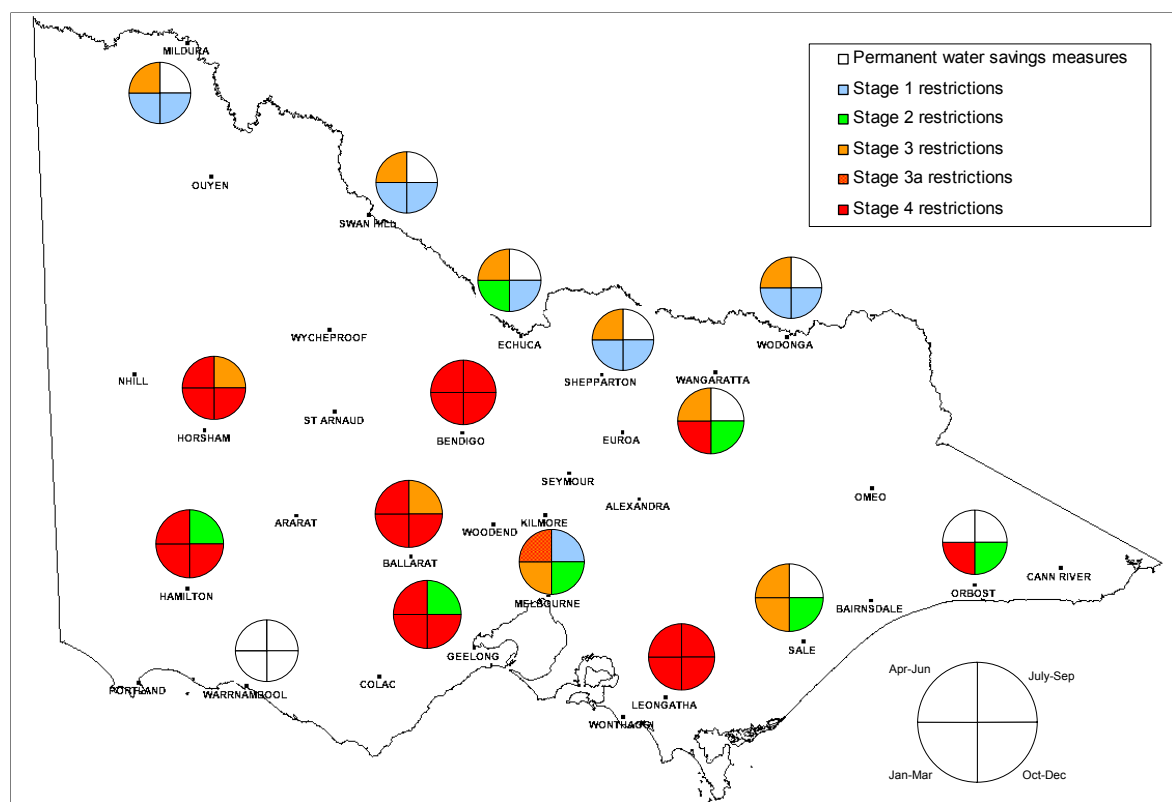 MILDURA
Permanent water savings measures
Stage 1 restrictions
Stage 2 restrictions
Stage 3 restrictions
Stage 3a restrictions
Stage 4 restrictions
OUYEN
SWAN HILL
WYCHEPROOF
ECHUCA
WODONGA
NHILL
SHEPPARTON
WANGARATTA
ST ARNAUD
HORSHAM
BENDIGO
EUROA
SEYMOUR
ALEXANDRA
OMEO
ARARAT
WOODEND
KILMORE
BALLARAT
CANN RIVER
HAMILTON
MELBOURNE
BAIRNSDALE
ORBOST
GEELONG
SALE
COLAC
PORTLAND
WARRNAMBOOL
LEONGATHA
WONTHAGGI
Apr-Jun
July-Sep
Jan-Mar
Oct-Dec